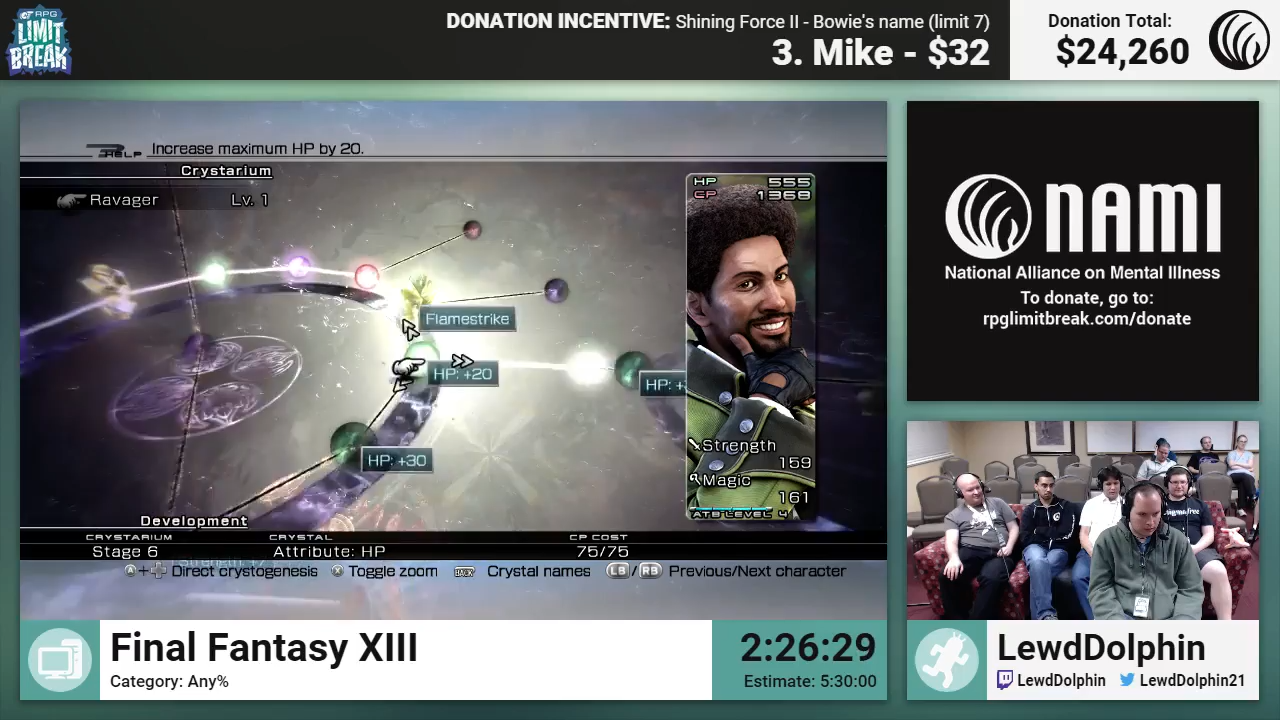 RPG
LIMIT
BREAK
DONATION INCENTIVE: Shining Force II - Bowie's name (limit 7)
3. Mike - $32
Donation Total:
$24,260
HELP Increase maximum HP by 20.
Crystarium
Ravager Lv. 1
HP 555
CP 1368
Flamestrike
HP: +20
HP: +
HP: +30
Strength
159
Magic
161
ATB LEVEL 4
Development
CRYSTARIUM CRYSTAL CP COST
Stage 6 Attribute: HP 75/75
A + Direct crystogenesis X Toggle zoom BACK Crystal names LB / RB Previous/Next character
NAMI
National Alliance on Mental Illness
To donate, go to:
rpglimitbreak.com/donate
Final Fantasy XIII
Category: Any%
2:26:29
Estimate: 5:30:00
LewdDolphin
LewdDolphin LewdDolphin21